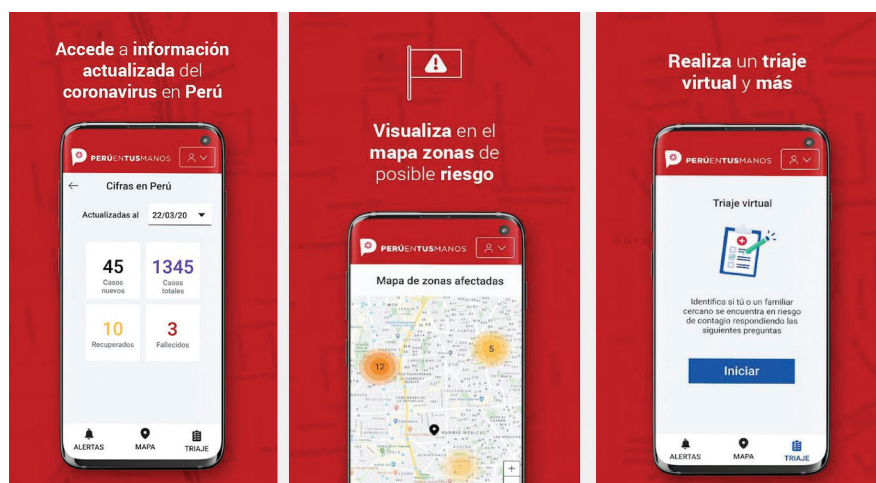 Accede a información
actualizada del
coronavirus en Perú
PERÚENTUSMANOS
Cifras en Perú
Actualizadas al 22/03/20
45
Casos
nuevos
1345
Casos
totales
10
Recuperados
3
Fallecidos
ALERTAS MAPA TRIAJE
Visualiza en el
mapa zonas de
posible riesgo
PERÚENTUSMANOS
Mapa de zonas afectadas
12
5
BARRIO MÉDICO
+
Realiza un triaje
virtual y más
PERÚENTUSMANOS
Triaje virtual
Identifica si tú o un familiar
cercano se encuentra en riesgo
de contagio respondiendo las
siguientes preguntas
Iniciar
ALERTAS MAPA TRIAJE